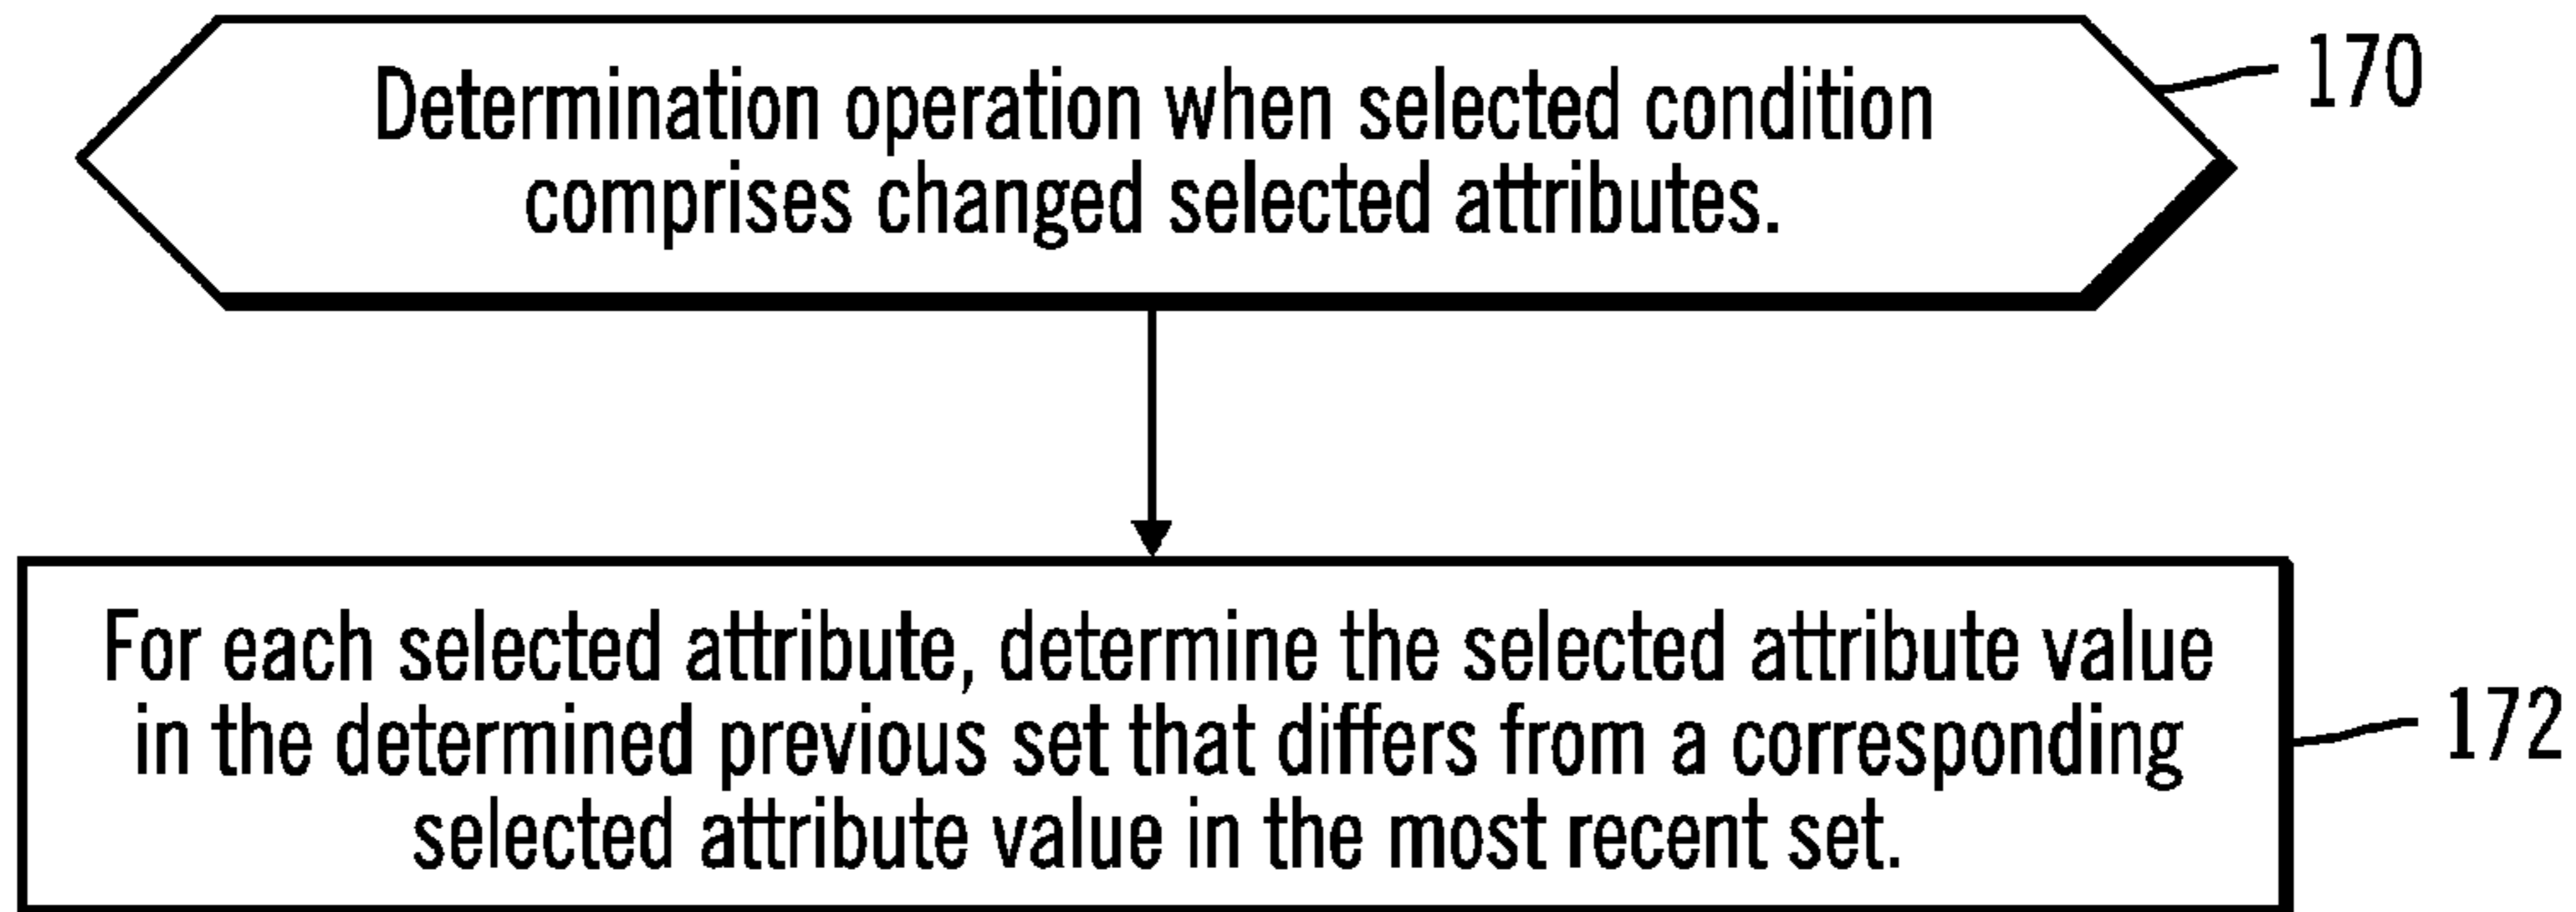 Determination operation when selected condition
comprises changed selected attributes.
170
For each selected attribute, determine the selected attribute value
in the determined previous set that differs from a corresponding
selected attribute value in the most recent set.
172